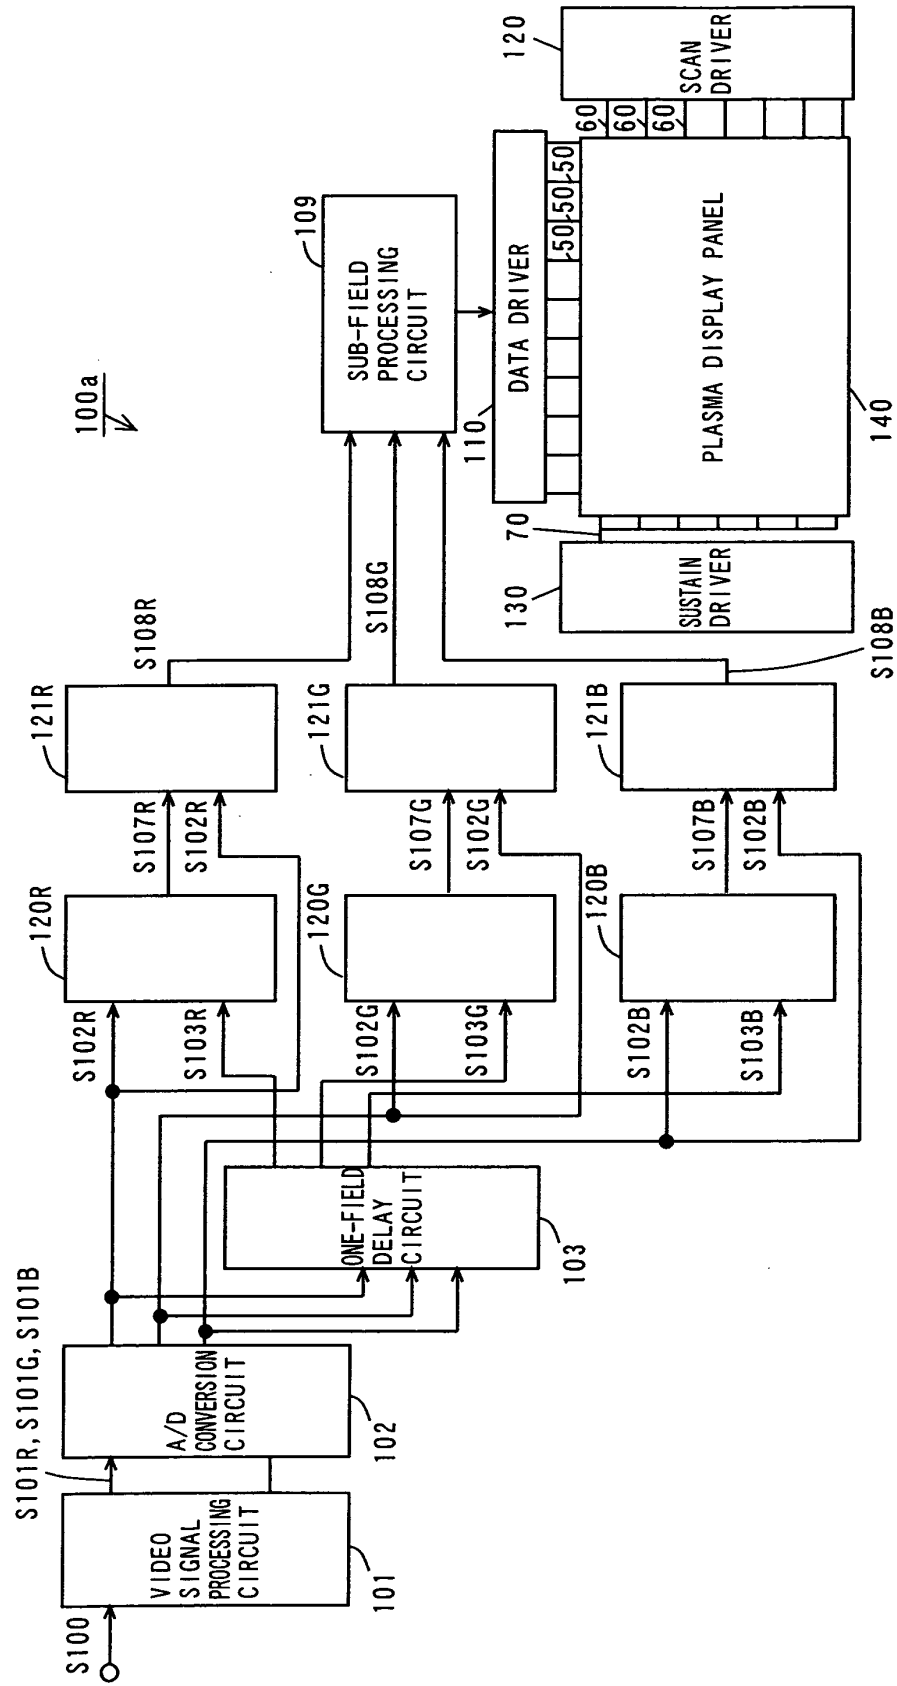 100a
S100
VIDEO
SIGNAL
PROCESSING
CIRCUIT
101
S101R, S101G, S101B
A/D
CONVERSION
CIRCUIT
102
ONE-FIELD
DELAY
CIRCUIT
103
S102R
S103R
120R
S107R
S102R
121R
S108R
S102G
S103G
120G
S107G
S102G
121G
S108G
S102B
S103B
120B
S107B
S102B
121B
S108B
109
SUB-FIELD
PROCESSING
CIRCUIT
110
DATA DRIVER
50
50
50
130
SUSTAIN
DRIVER
70
PLASMA DISPLAY PANEL
140
60
60
60
120
SCAN
DRIVER